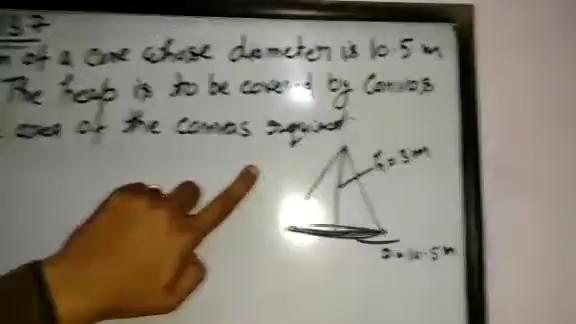 137
of a cone whose diameter is 10.5 m
The heap is to be covered by canvas
area of the canvas required
h = 3m
D = 10.5m